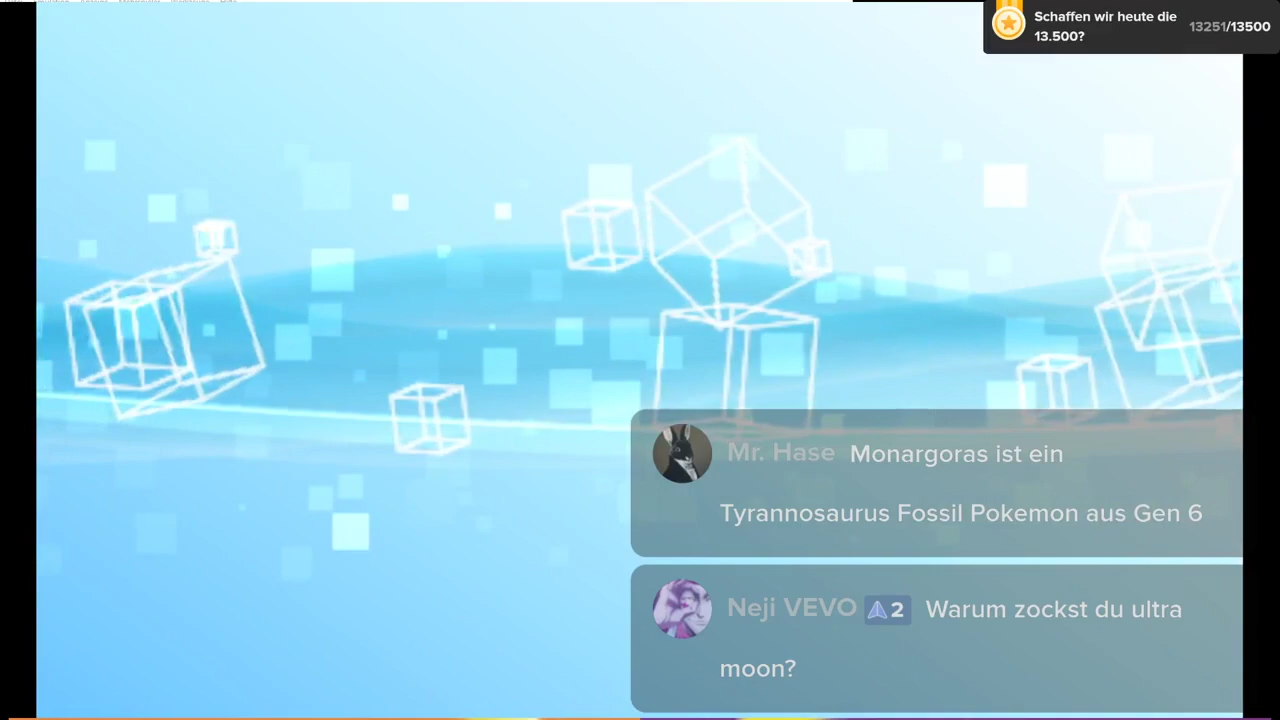 Schaffen wir heute die
13.500?
13251/13500
Mr. Hase Monargoras ist ein
Tyrannosaurus Fossil Pokemon aus Gen 6
Neji VEVO 2 Warum zockst du ultra
moon?